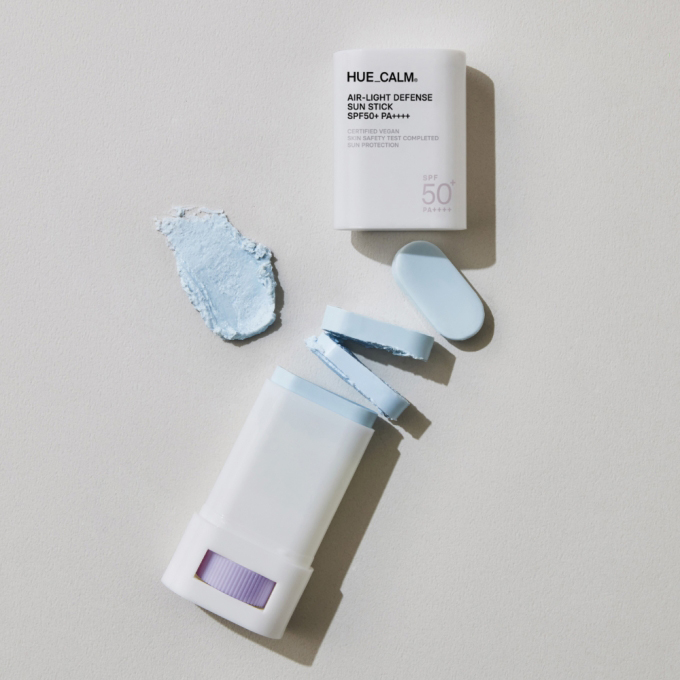 HUE_CALM®
AIR-LIGHT DEFENSE
SUN STICK
SPF50+ PA++++
CERTIFIED VEGAN
SKIN SAFETY TEST COMPLETED
SUN PROTECTION
SPF
50+
PA++++